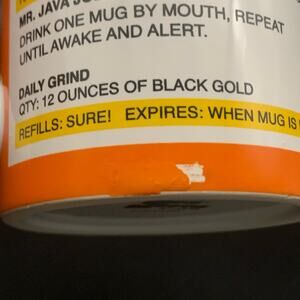 MR. JAVA
DRINK ONE MUG BY MOUTH, REPEAT
UNTIL AWAKE AND ALERT.
DAILY GRIND
QTY: 12 OUNCES OF BLACK GOLD
REFILLS: SURE! EXPIRES: WHEN MUG IS